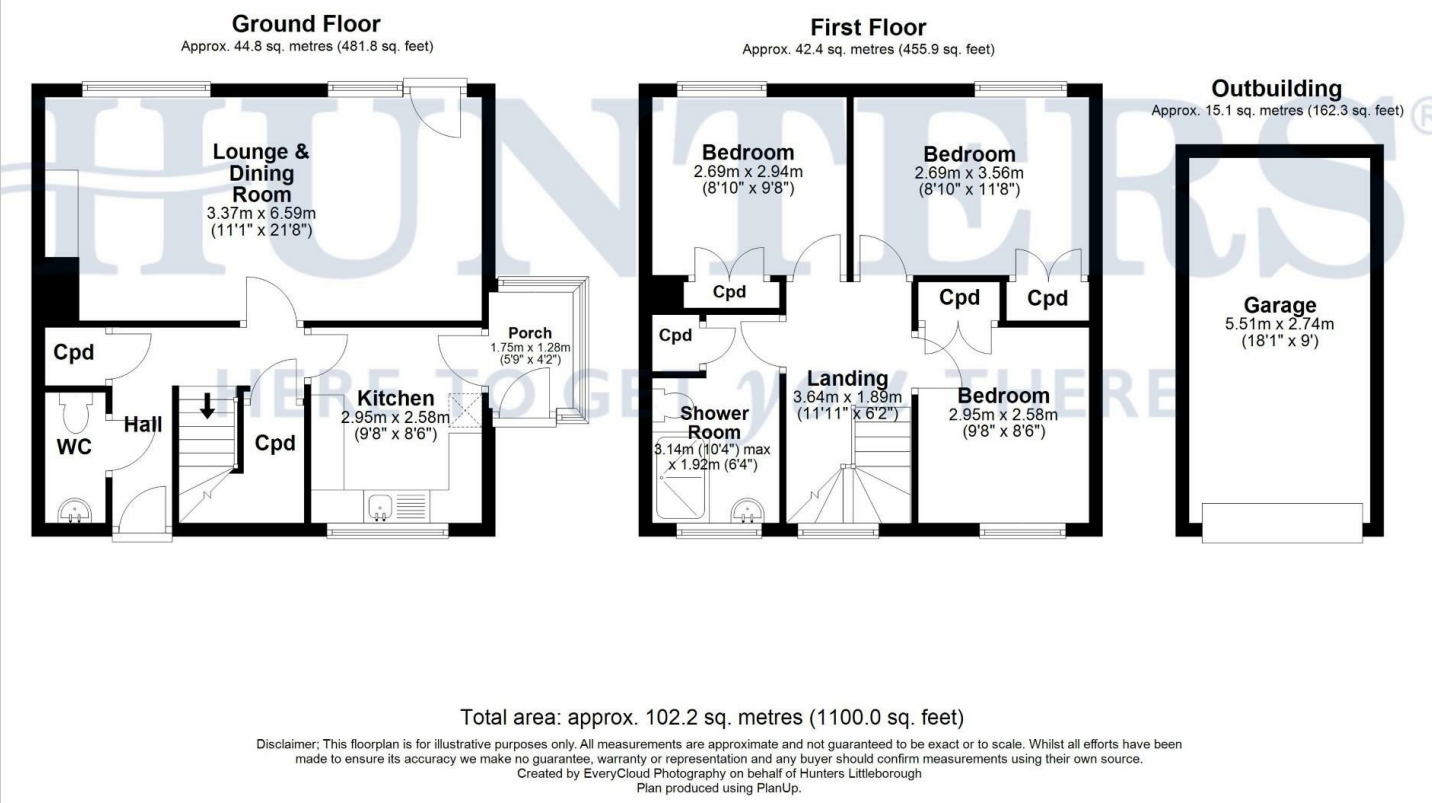 Ground Floor
Approx. 44.8 sq. metres (481.8 sq. feet)
Lounge &
Dining
Room
3.37m x 6.59m
(11'1" x 21'8")
Porch
1.75m x 1.28m
(5'9" x 4'2")
Cpd
Kitchen
2.95m x 2.58m
(9'8" x 8'6")
Hall
WC
Cpd
First Floor
Approx. 42.4 sq. metres (455.9 sq. feet)
Bedroom
2.69m x 2.94m
(8'10" x 9'8")
Bedroom
2.69m x 3.56m
(8'10" x 11'8")
Cpd
Cpd
Cpd
Cpd
Landing
3.64m x 1.89m
(11'11" x 6'2")
Bedroom
2.95m x 2.58m
(9'8" x 8'6")
Shower
Room
3.14m (10'4") max
x 1.92m (6'4")
Outbuilding
Approx. 15.1 sq. metres (162.3 sq. feet)
Garage
5.51m x 2.74m
(18'1" x 9')
HUNTERS®
HERE TO GET you THERE
Total area: approx. 102.2 sq. metres (1100.0 sq. feet)
Disclaimer; This floorplan is for illustrative purposes only. All measurements are approximate and not guaranteed to be exact or to scale. Whilst all efforts have been
made to ensure its accuracy we make no guarantee, warranty or representation and any buyer should confirm measurements using their own source.
Created by EveryCloud Photography on behalf of Hunters Littleborough
Plan produced using PlanUp.